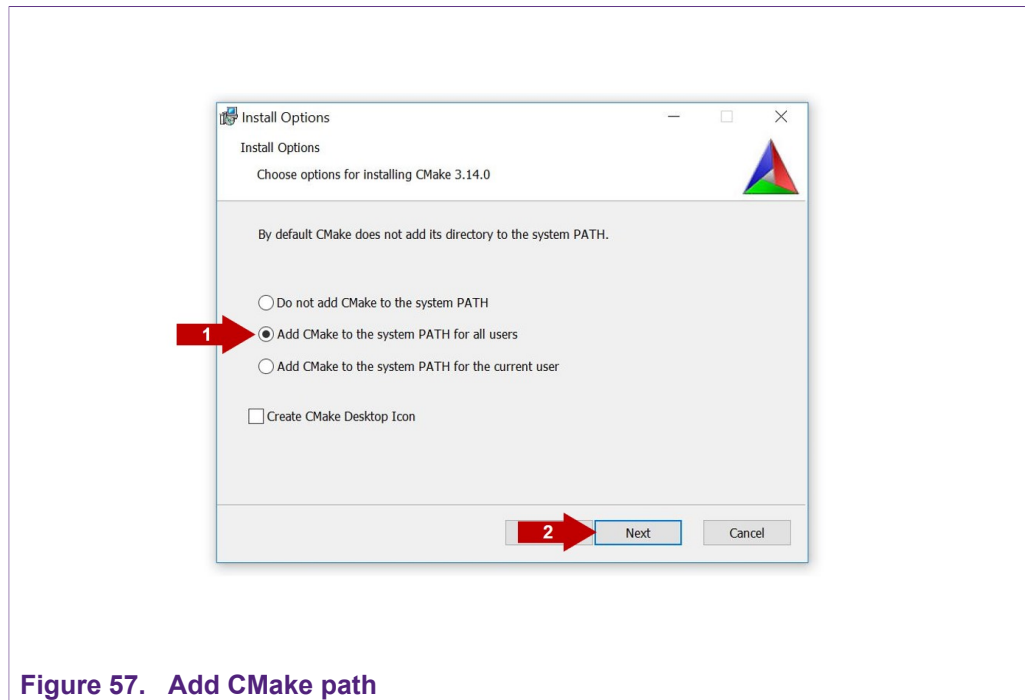 Install Options
Install Options
Choose options for installing CMake 3.14.0
By default CMake does not add its directory to the system PATH.
Do not add CMake to the system PATH
1 Add CMake to the system PATH for all users
Add CMake to the system PATH for the current user
Create CMake Desktop Icon
2 Next Cancel
Figure 57. Add CMake path